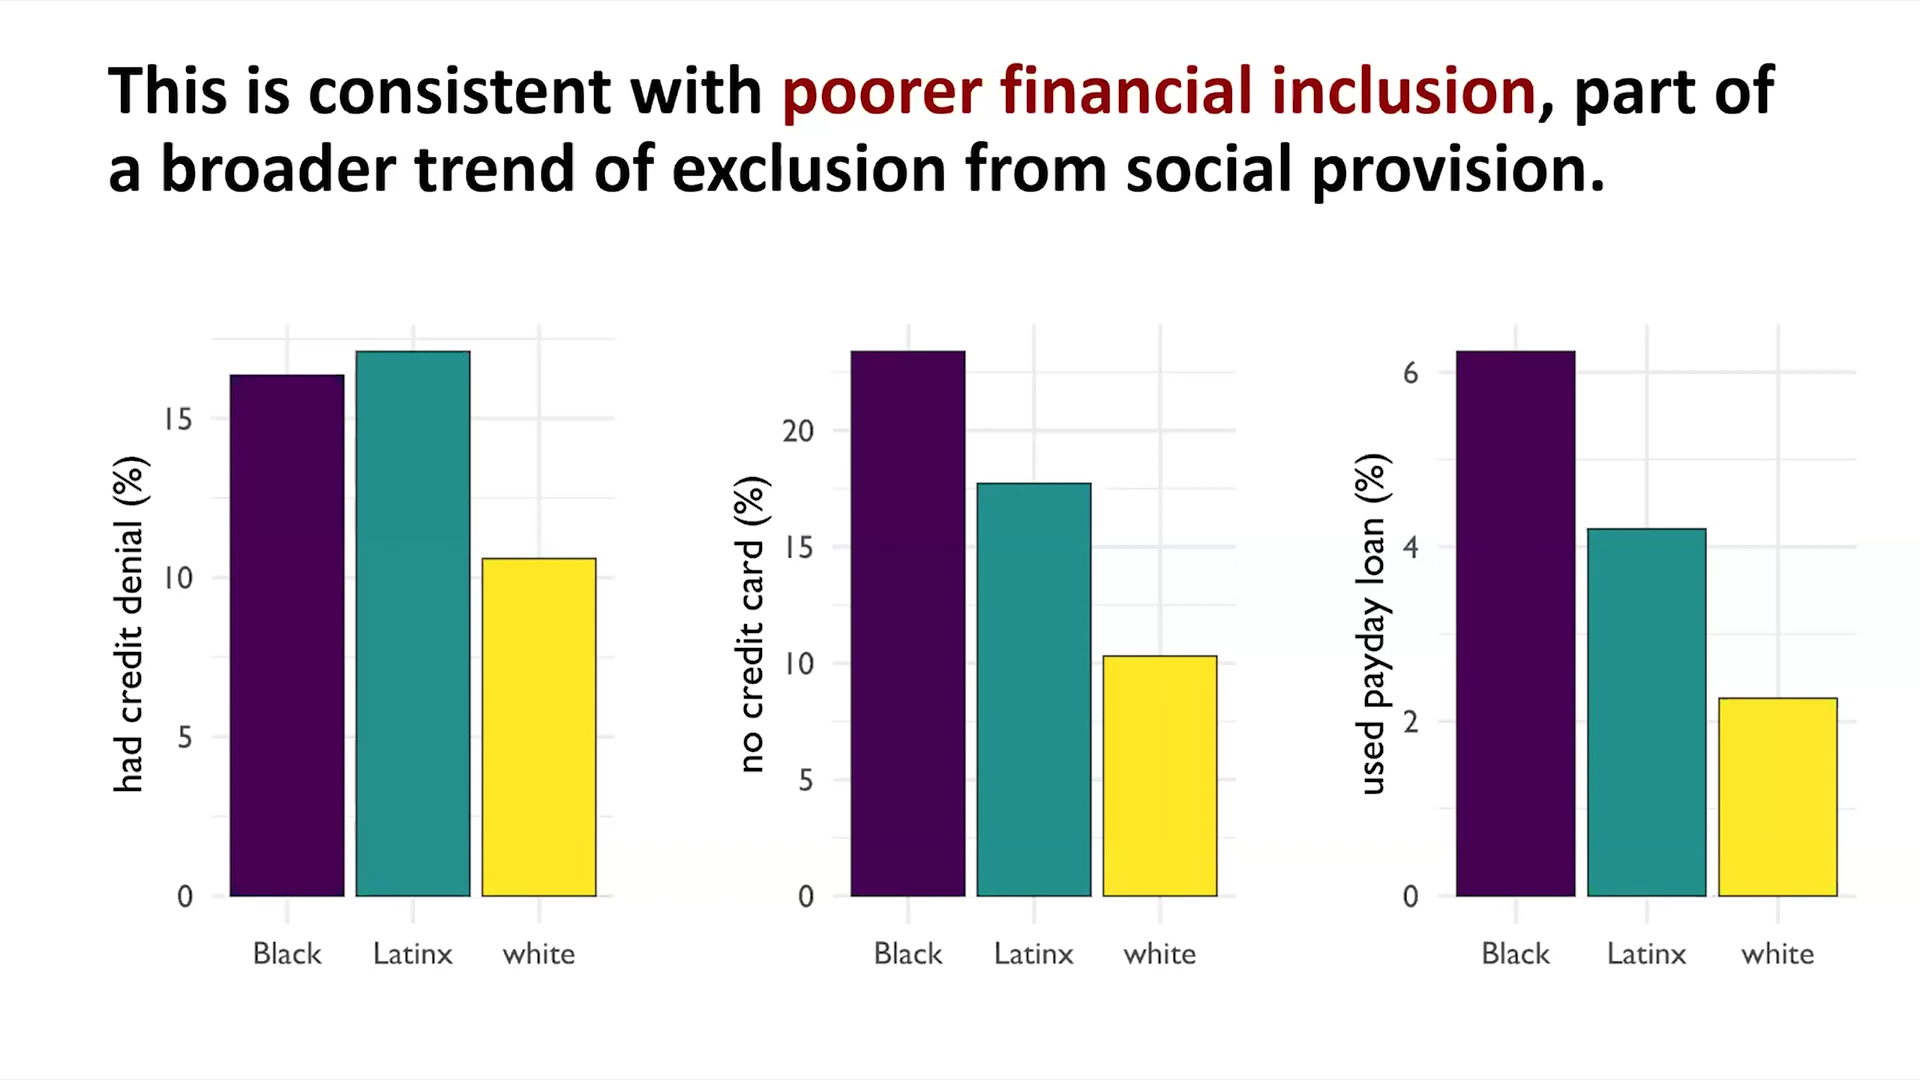 This is consistent with poorer financial inclusion, part of
a broader trend of exclusion from social provision.
had credit denial (%)
15
10
5
0
Black Latinx white
no credit card (%)
20
15
10
5
0
Black Latinx white
used payday loan (%)
6
4
2
0
Black Latinx white